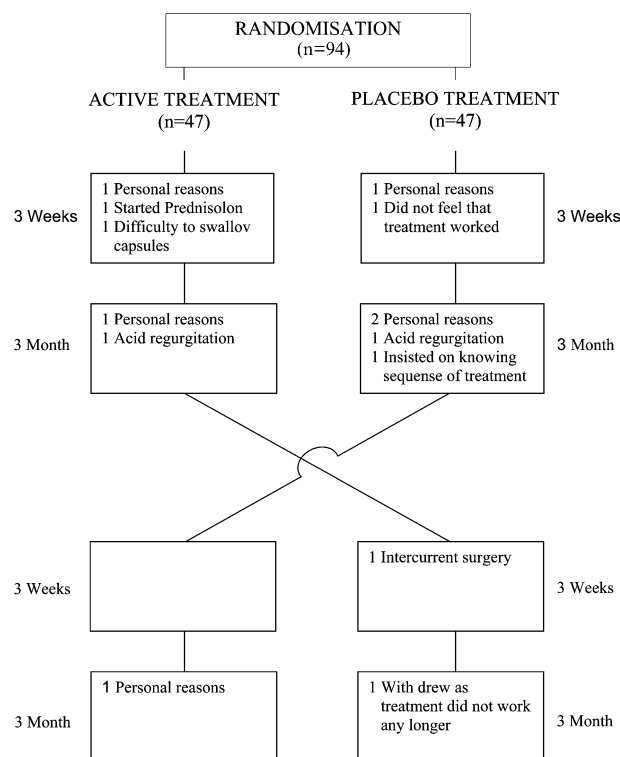 RANDOMISATION
(n=94)
ACTIVE TREATMENT
(n=47)
PLACEBO TREATMENT
(n=47)
3 Weeks
1 Personal reasons
1 Started Prednisolon
1 Difficulty to swallov
capsules
1 Personal reasons
1 Did not feel that
treatment worked
3 Weeks
3 Month
1 Personal reasons
1 Acid regurgitation
2 Personal reasons
1 Acid regurgitation
1 Insisted on knowing
sequense of treatment
3 Month
3 Weeks
1 Intercurrent surgery
3 Weeks
3 Month
1 Personal reasons
1 With drew as
treatment did not work
any longer
3 Month